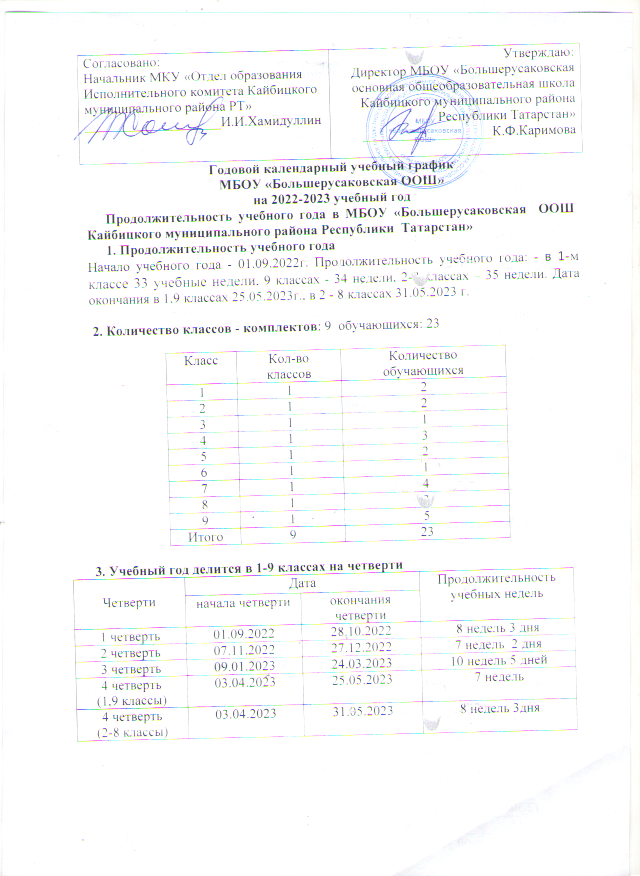 Согласовано:
Начальник МКУ «Отдел образования
Исполнительного комитета Кайбицкого
муниципального района РТ»
И.И.Хамидуллин
Утверждаю:
Директор МБОУ «Большерусаковская
основная общеобразовательная школа
Кайбицкого муниципального района
Республики Татарстан»
К.Ф.Каримова
Годовой календарный учебный график
МБОУ «Большерусаковская ООШ»
на 2022-2023 учебный год
Продолжительность учебного года в МБОУ «Большерусаковская ООШ
Кайбицкого муниципального района Республики Татарстан»
1. Продолжительность учебного года
Начало учебного года - 01.09.2022г. Продолжительность учебного года: - в 1-м
классе 33 учебные недели, 9 классах - 34 недели, классах - 35 недели. Дата
окончания в 1,9 классах 25.05.2023г., в 2 - 8 классах 31.05.2023 г.
2. Количество классов - комплектов: 9 обучающихся: 23
Класс Кол-во классов Количество обучающихся
1 1 2
2 1 2
3 1 1
4 1 3
5 1 2
6 1 1
7 1 4
8 1
9 1 5
Итого 9 23
3. Учебный год делится в 1-9 классах на четверти
Четверти Дата Продолжительность учебных недель
начала четверти окончания четверти
1 четверть 01.09.2022 28.10.2022 8 недель 3 дня
2 четверть 07.11.2022 27.12.2022 7 недель 2 дня
3 четверть 09.01.2023 24.03.2023 10 недель 5 дней
4 четверть (1,9 классы) 03.04.2023 25.05.2023 7 недель
4 четверть (2-8 классы) 03.04.2023 31.05.2023 8 недель 3дня